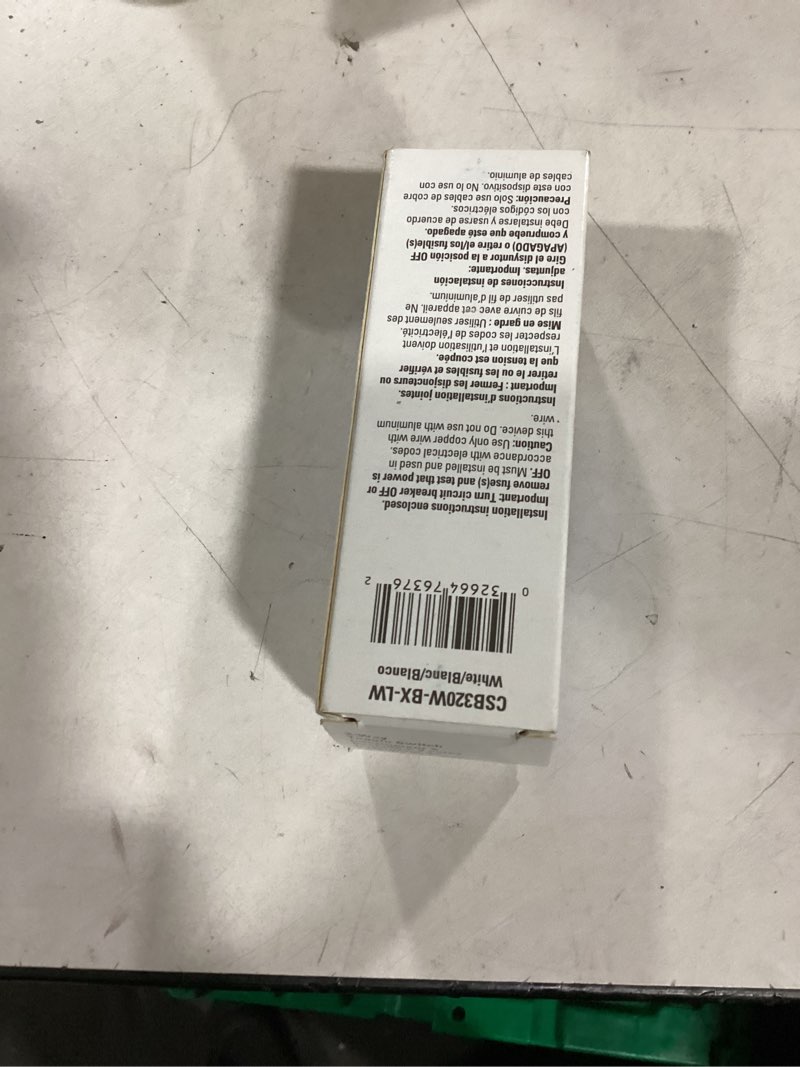 CSB320W-BX-LW
White/Blanc/Blanco
0 32664 76376 2
Installation instructions enclosed.
Important: Turn circuit breaker OFF or
remove fuse(s) and test that power is
OFF. Must be installed and used in
accordance with electrical codes.
Caution: Use only copper wire with
this device. Do not use with aluminum
wire.
Instructions d'installation jointes.
Important : Fermer les disjoncteurs ou
retirer le ou les fusibles et vérifier
que la tension est coupée.
L'installation et l'utilisation doivent
respecter les codes de l'électricité.
Mise en garde : Utiliser seulement des
fils de cuivre avec cet appareil. Ne
pas utiliser de fil d'aluminium.
Instrucciones de instalación
adjuntas. Importante:
Gire el disyuntor a la posición OFF
(APAGADO) o retire el/los fusible(s)
y compruebe que esté apagado.
Debe instalarse y usarse de acuerdo
con los códigos eléctricos.
Precaución: Solo use cables de cobre
con este dispositivo. No lo use con
cables de aluminio.